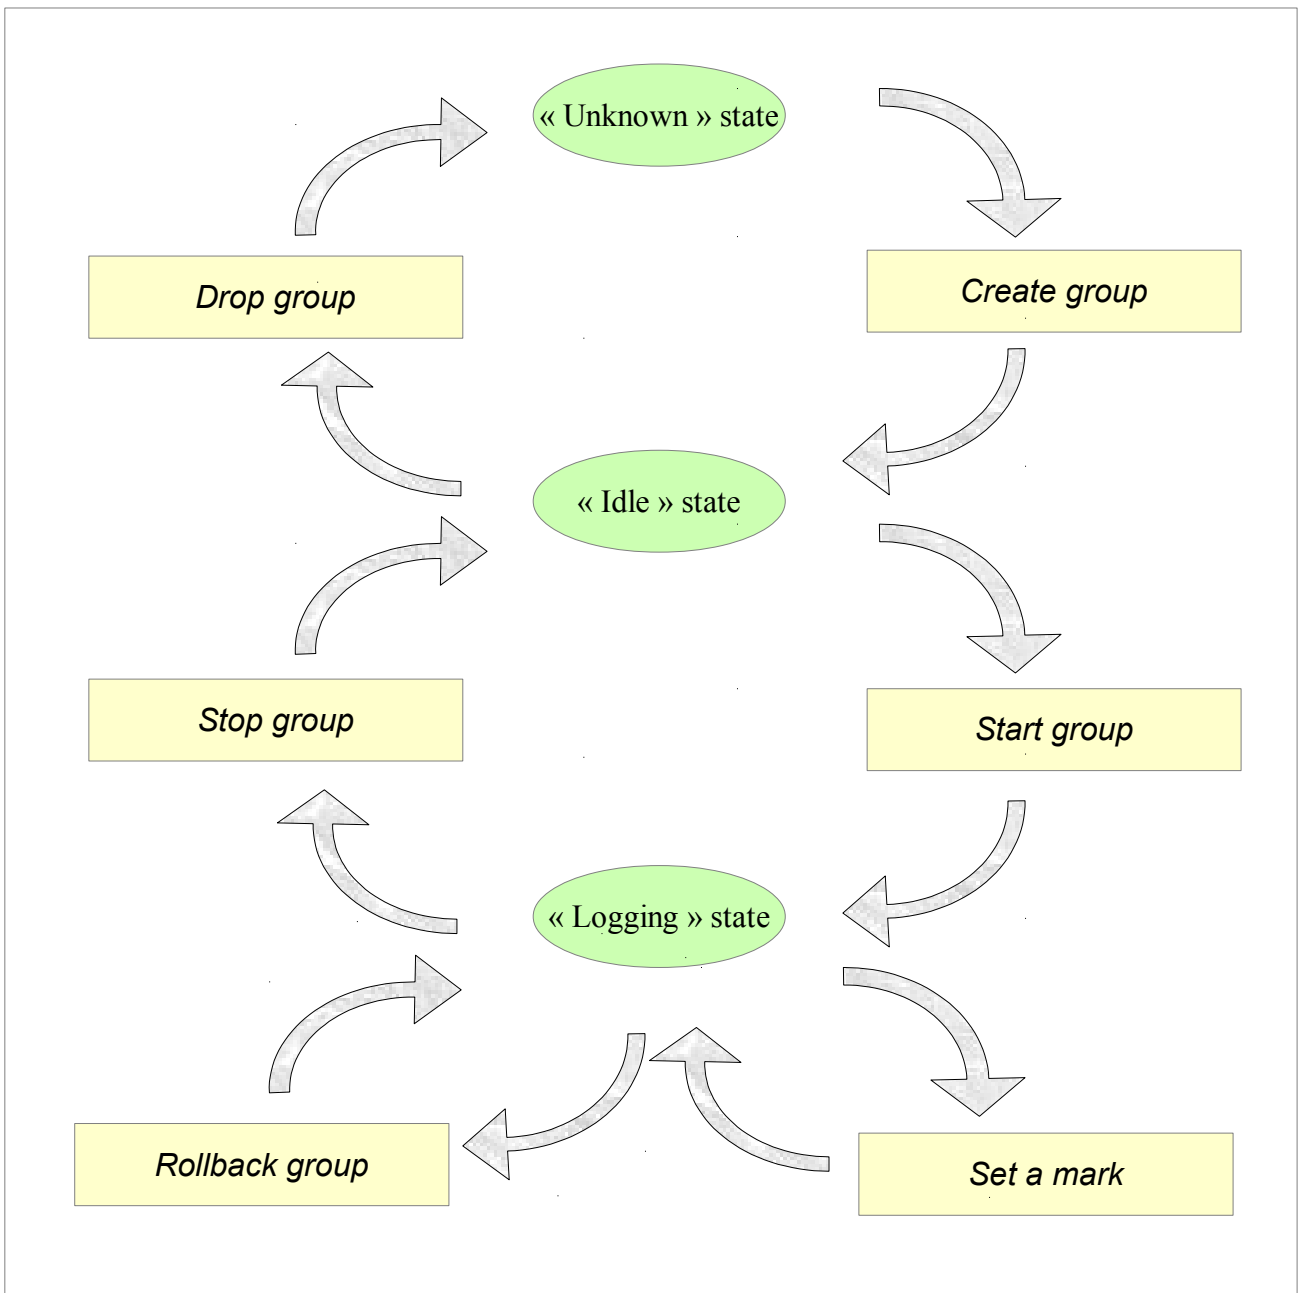 « Unknown » state
Drop group
Create group
« Idle » state
Stop group
Start group
« Logging » state
Rollback group
Set a mark